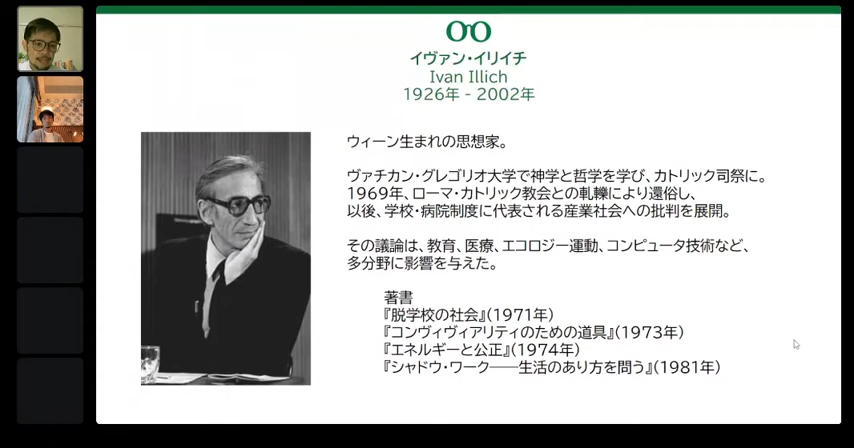 イヴァン・イリイチ
Ivan Illich
1926年 - 2002年
ウィーン生まれの思想家。
ヴァチカン・グレゴリオ大学で神学と哲学を学び、カトリック司祭に。
1969年、ローマ・カトリック教会との軋轢により還俗し、
以後、学校・病院制度に代表される産業社会への批判を展開。
その議論は、教育、医療、エコロジー運動、コンピュータ技術など、
多分野に影響を与えた。
著書
『脱学校の社会』(1971年)
『コンヴィヴィアリティのための道具』(1973年)
『エネルギーと公正』(1974年)
『シャドウ・ワーク――生活のあり方を問う』(1981年)